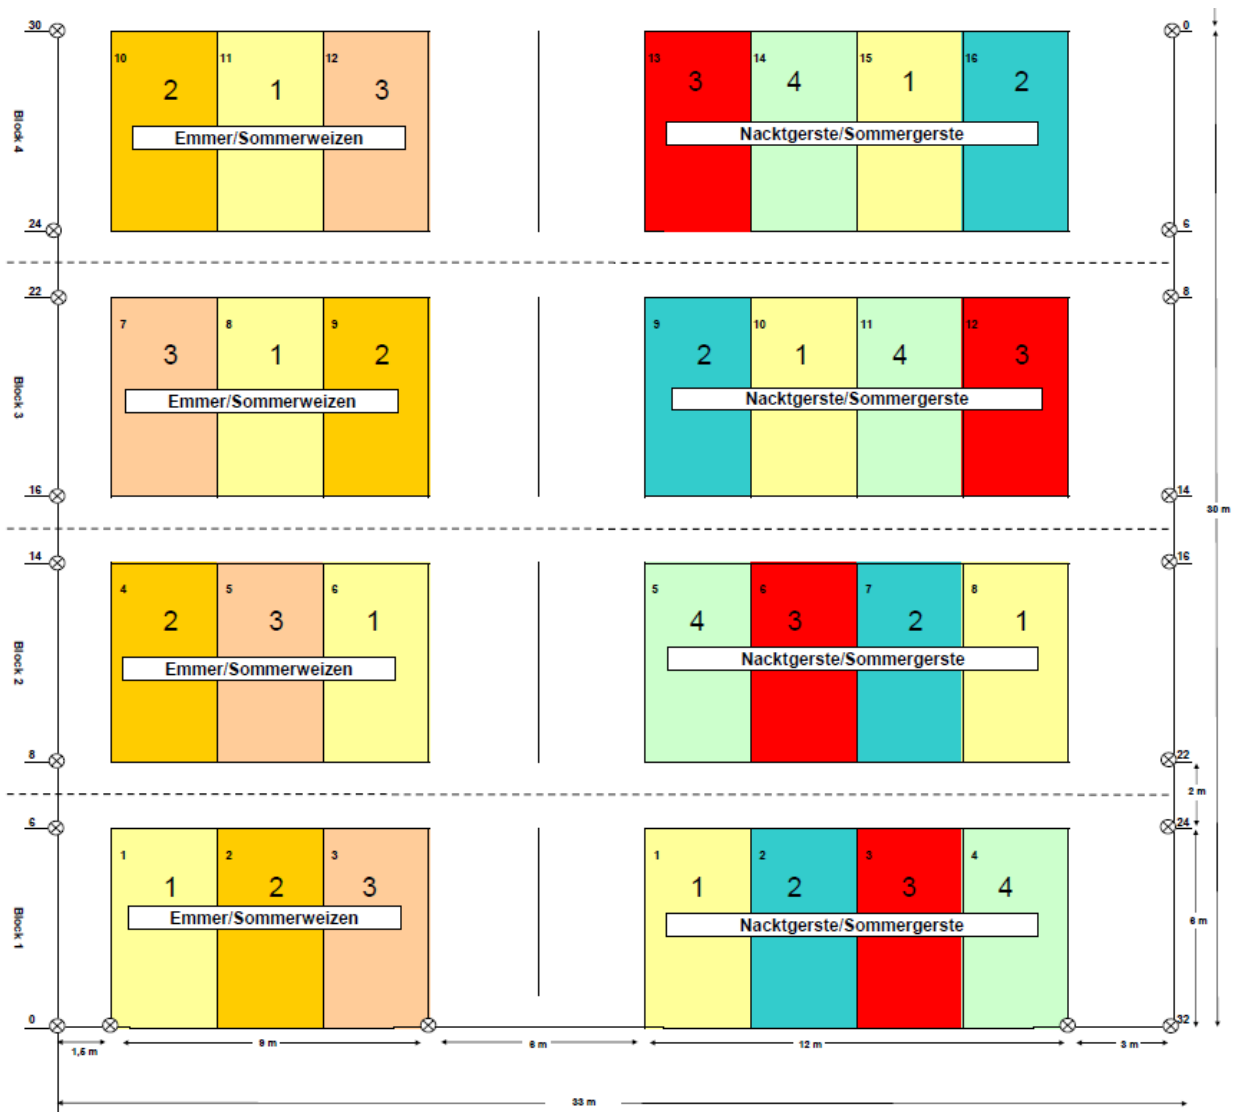 30 0
10 11 12 13 14 15 16
2 1 3 3 4 1 2
Block 4
Emmer/Sommerweizen Nacktgerste/Sommergerste
24 6
22 8
7 8 9 9 10 11 12
3 1 2 2 1 4 3
Block 3
Emmer/Sommerweizen Nacktgerste/Sommergerste
16 14
30 m
14 16
4 5 6 5 6 7 8
2 3 1 4 3 2 1
Block 2
Emmer/Sommerweizen Nacktgerste/Sommergerste
8 22
2 m
6 24
1 2 3 1 2 3 4
1 2 3 1 2 3 4
Block 1
Emmer/Sommerweizen Nacktgerste/Sommergerste
6 m
0 32
1,5 m 9 m 6 m 12 m 3 m
33 m